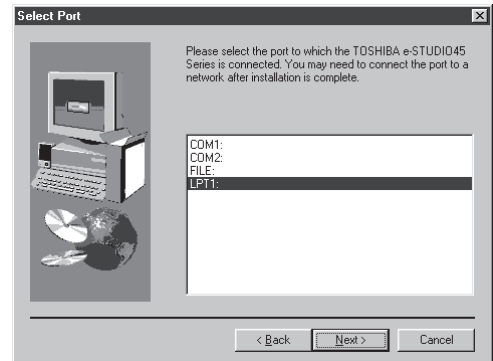 Select Port
Please select the port to which the TOSHIBA e-STUDIO45
Series is connected. You may need to connect the port to a
network after installation is complete.
COM1:
COM2:
FILE:
LPT1:
< Back
Next >
Cancel